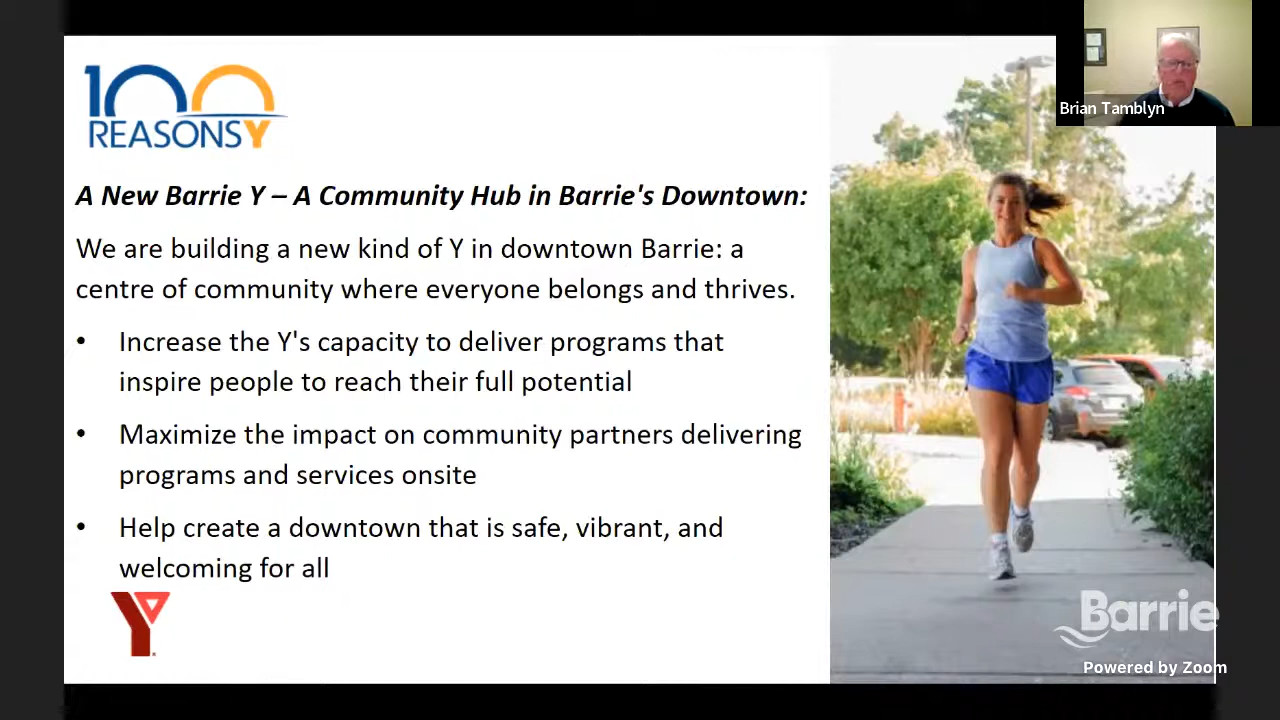 100
REASONSY
Brian Tamblyn
A New Barrie Y – A Community Hub in Barrie's Downtown:
We are building a new kind of Y in downtown Barrie: a
centre of community where everyone belongs and thrives.
• Increase the Y's capacity to deliver programs that
inspire people to reach their full potential
• Maximize the impact on community partners delivering
programs and services onsite
• Help create a downtown that is safe, vibrant, and
welcoming for all
Y
Barrie
Powered by Zoom